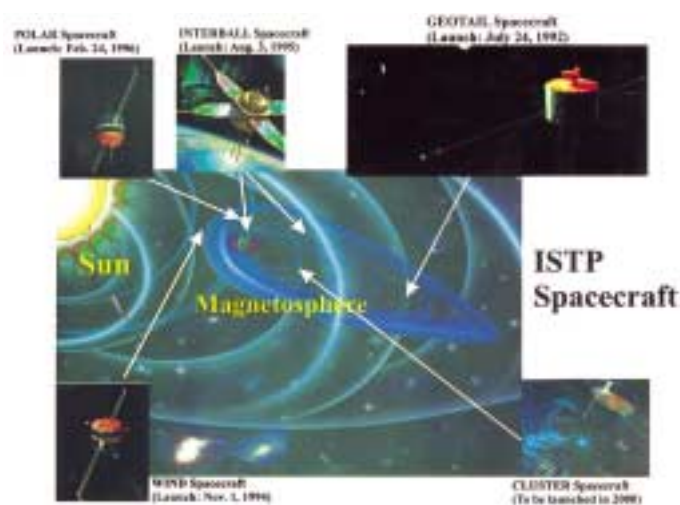 POLAR Spacecraft
(Launch: Feb. 24, 1996)
INTERBALL Spacecraft
(Launch: Aug. 3, 1995)
GEOTAIL Spacecraft
(Launch: July 24, 1992)
Sun
Magnetosphere
ISTP
Spacecraft
WIND Spacecraft
(Launch: Nov. 1, 1994)
CLUSTER Spacecraft
(To be launched in 2000)